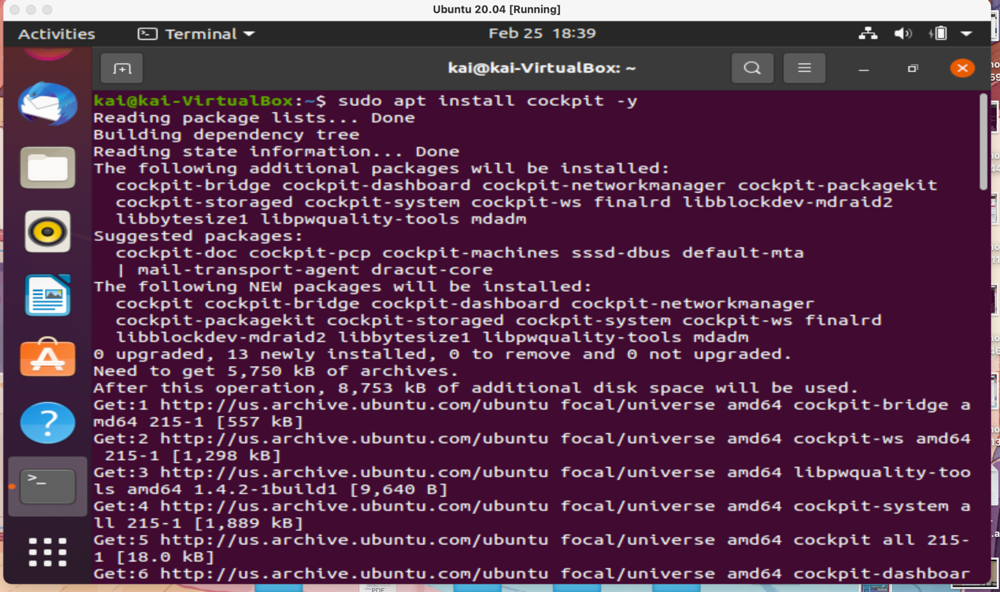 Ubuntu 20.04 [Running]
Activities
Terminal
Feb 25 18:39
kai@kai-VirtualBox: ~
kai@kai-VirtualBox:~$ sudo apt install cockpit -y
Reading package lists... Done
Building dependency tree
Reading state information... Done
The following additional packages will be installed:
  cockpit-bridge cockpit-dashboard cockpit-networkmanager cockpit-packagekit
  cockpit-storaged cockpit-system cockpit-ws finalrd libblockdev-mdraid2
  libbytesize1 libpwquality-tools mdadm
Suggested packages:
  cockpit-doc cockpit-pcp cockpit-machines sssd-dbus default-mta
  | mail-transport-agent dracut-core
The following NEW packages will be installed:
  cockpit cockpit-bridge cockpit-dashboard cockpit-networkmanager
  cockpit-packagekit cockpit-storaged cockpit-system cockpit-ws finalrd
  libblockdev-mdraid2 libbytesize1 libpwquality-tools mdadm
0 upgraded, 13 newly installed, 0 to remove and 0 not upgraded.
Need to get 5,750 kB of archives.
After this operation, 8,753 kB of additional disk space will be used.
Get:1 http://us.archive.ubuntu.com/ubuntu focal/universe amd64 cockpit-bridge a
md64 215-1 [557 kB]
Get:2 http://us.archive.ubuntu.com/ubuntu focal/universe amd64 cockpit-ws amd64
 215-1 [1,298 kB]
Get:3 http://us.archive.ubuntu.com/ubuntu focal/universe amd64 libpwquality-too
ls amd64 1.4.2-1build1 [9,640 B]
Get:4 http://us.archive.ubuntu.com/ubuntu focal/universe amd64 cockpit-system a
ll 215-1 [1,889 kB]
Get:5 http://us.archive.ubuntu.com/ubuntu focal/universe amd64 cockpit all 215-
1 [18.0 kB]
Get:6 http://us.archive.ubuntu.com/ubuntu focal/universe amd64 cockpit-dashboar
PDF